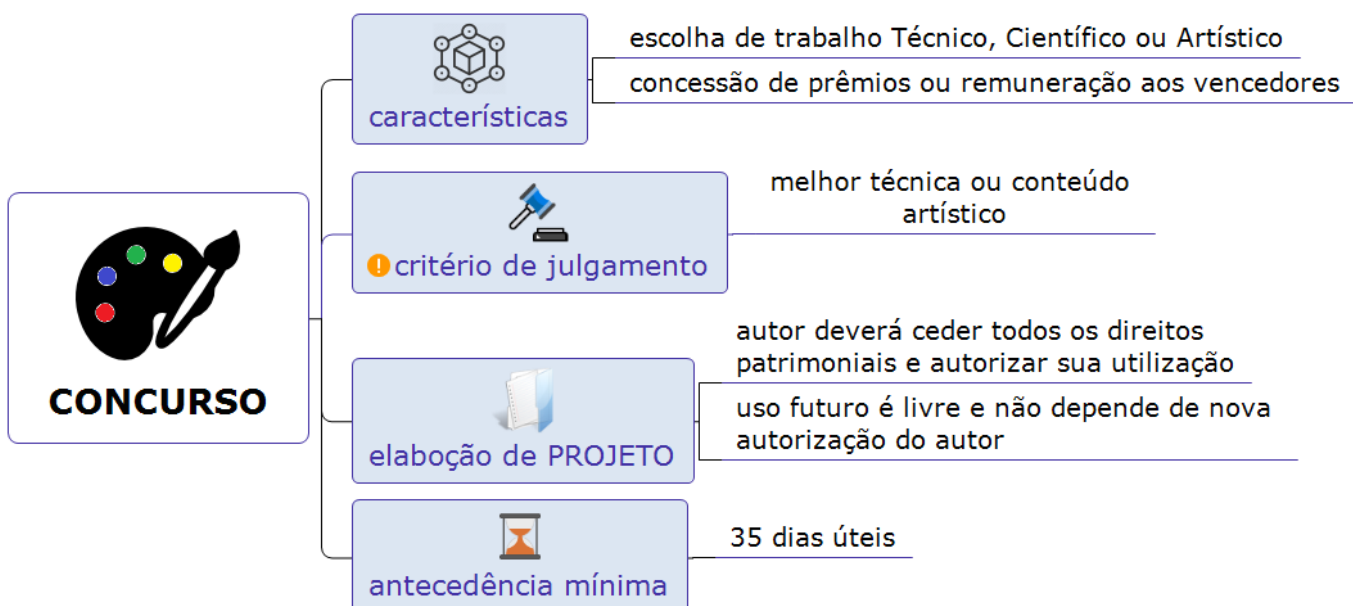 CONCURSO
características
escolha de trabalho Técnico, Científico ou Artístico
concessão de prêmios ou remuneração aos vencedores
critério de julgamento
melhor técnica ou conteúdo
artístico
elaboção de PROJETO
autor deverá ceder todos os direitos
patrimoniais e autorizar sua utilização
uso futuro é livre e não depende de nova
autorização do autor
antecedência mínima
35 dias úteis